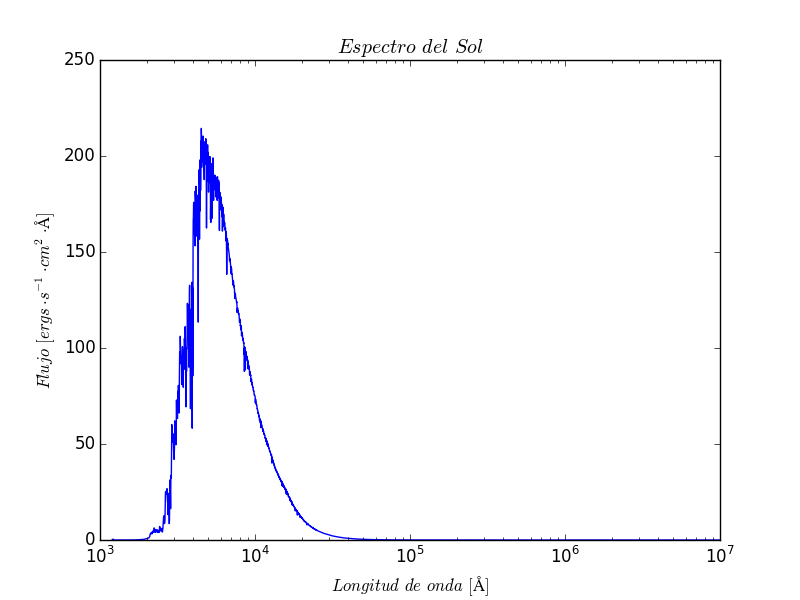 Espectro del Sol
250
200
150
100
50
0
Flujo [ergs·s⁻¹·cm² ·Å]
10³ 10⁴ 10⁵ 10⁶ 10⁷
Longitud de onda [Å]